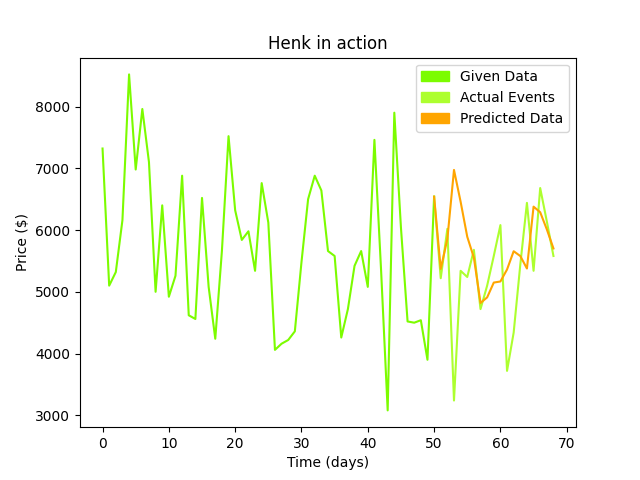 Henk in action
Given Data
Actual Events
Predicted Data
Price ($)
8000
7000
6000
5000
4000
3000
0 10 20 30 40 50 60 70
Time (days)